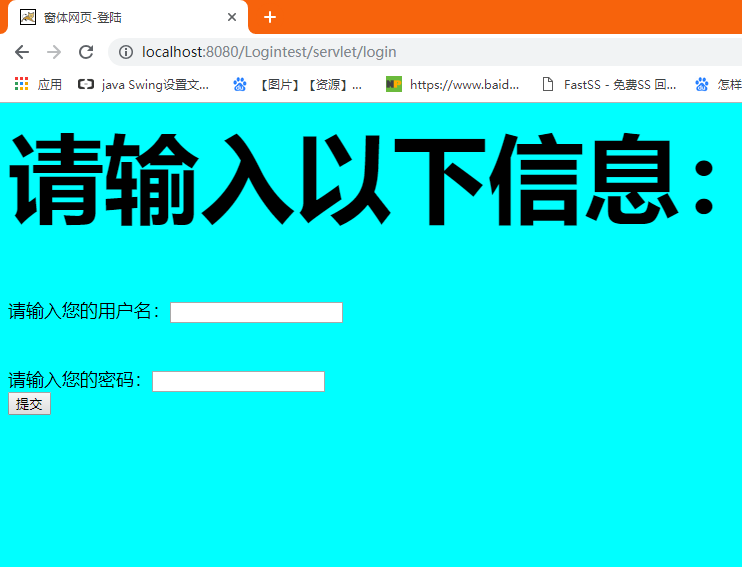 窗体网页-登陆
localhost:8080/Logintest/servlet/login
应用 java Swing设置文... 【图片】【资源】... https://www.baid... FastSS - 免费SS 回... 怎样
请输入以下信息：
请输入您的用户名：
请输入您的密码：
提交